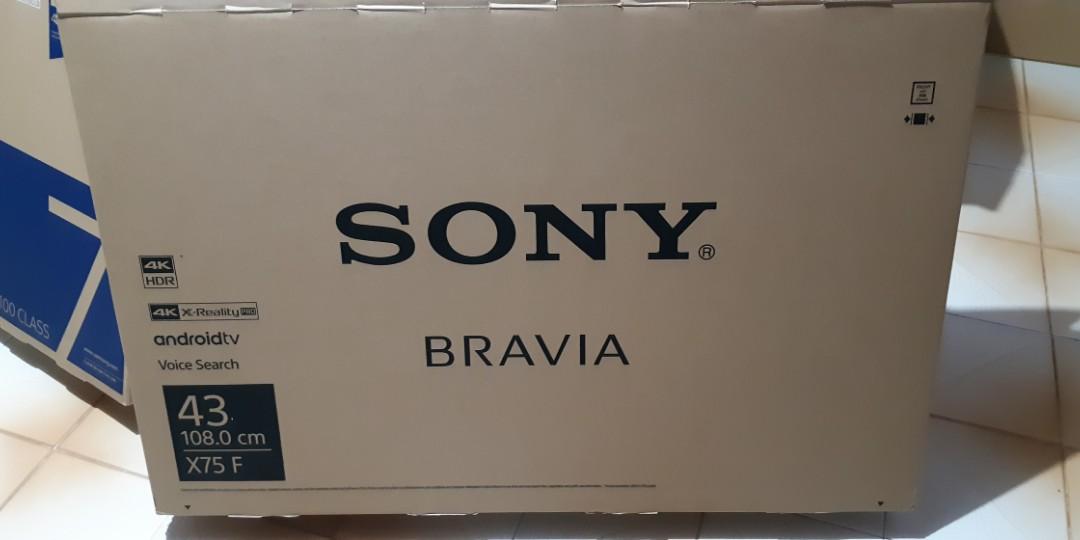 SONY®
BRAVIA
4K
HDR
4K X-Reality PRO
androidtv
Voice Search
43
108.0 cm
X75 F
00 CLASS